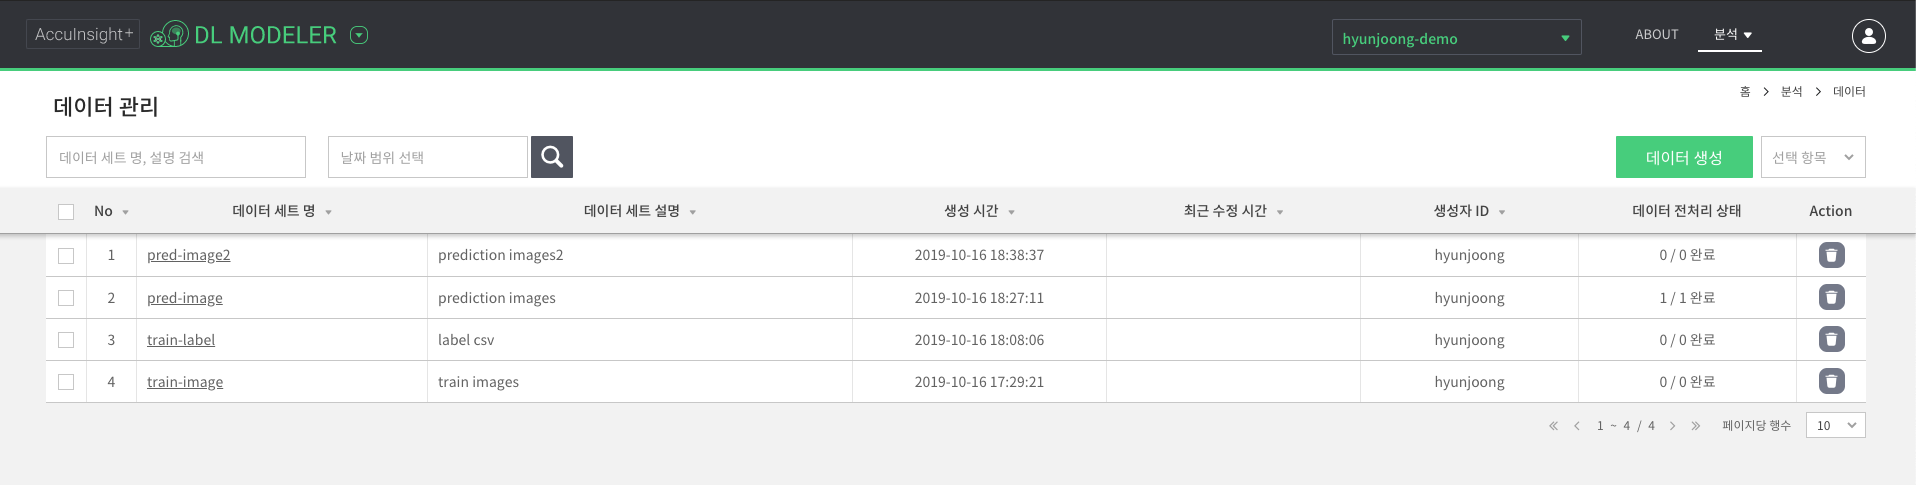 AccuInsight+ DL MODELER hyunjoong-demo ABOUT 분석
홈 > 분석 > 데이터
데이터 관리
데이터 세트 명, 설명 검색 날짜 범위 선택 데이터 생성 선택 항목
No 데이터 세트 명 데이터 세트 설명 생성 시간 최근 수정 시간 생성자 ID 데이터 전처리 상태 Action
1 pred-image2 prediction images2 2019-10-16 18:38:37 hyunjoong 0 / 0 완료
2 pred-image prediction images 2019-10-16 18:27:11 hyunjoong 1 / 1 완료
3 train-label label csv 2019-10-16 18:08:06 hyunjoong 0 / 0 완료
4 train-image train images 2019-10-16 17:29:21 hyunjoong 0 / 0 완료
1 ~ 4 / 4 페이지당 행수 10